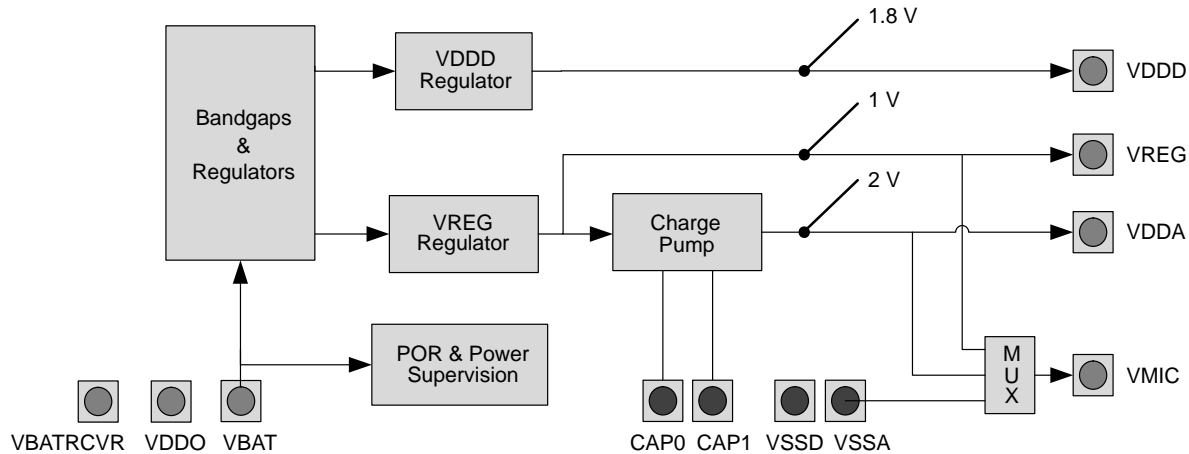 1.8 V
VDDD
Regulator
VDDD
Bandgaps
&
Regulators
1 V
VREG
2 V
VREG
Regulator
Charge
Pump
VDDA
POR & Power
Supervision
M
U
X
VMIC
VBATRCVR
VDDO
VBAT
CAP0
CAP1
VSSD
VSSA